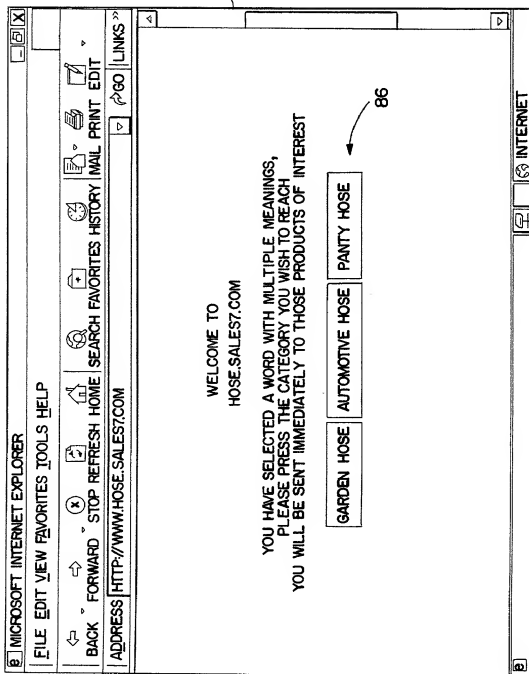 MICROSOFT INTERNET EXPLORER
FILE EDIT VIEW FAVORITES TOOLS HELP
BACK FORWARD STOP REFRESH HOME SEARCH FAVORITES HISTORY MAIL PRINT EDIT
ADDRESS HTTP://WWW.HOSE.SALES7.COM GO LINKS »
WELCOME TO
HOSE.SALES7.COM
YOU HAVE SELECTED A WORD WITH MULTIPLE MEANINGS,
PLEASE PRESS THE CATEGORY YOU WISH TO REACH
YOU WILL BE SENT IMMEDIATELY TO THOSE PRODUCTS OF INTEREST
GARDEN HOSE AUTOMOTIVE HOSE PANTY HOSE
86
INTERNET